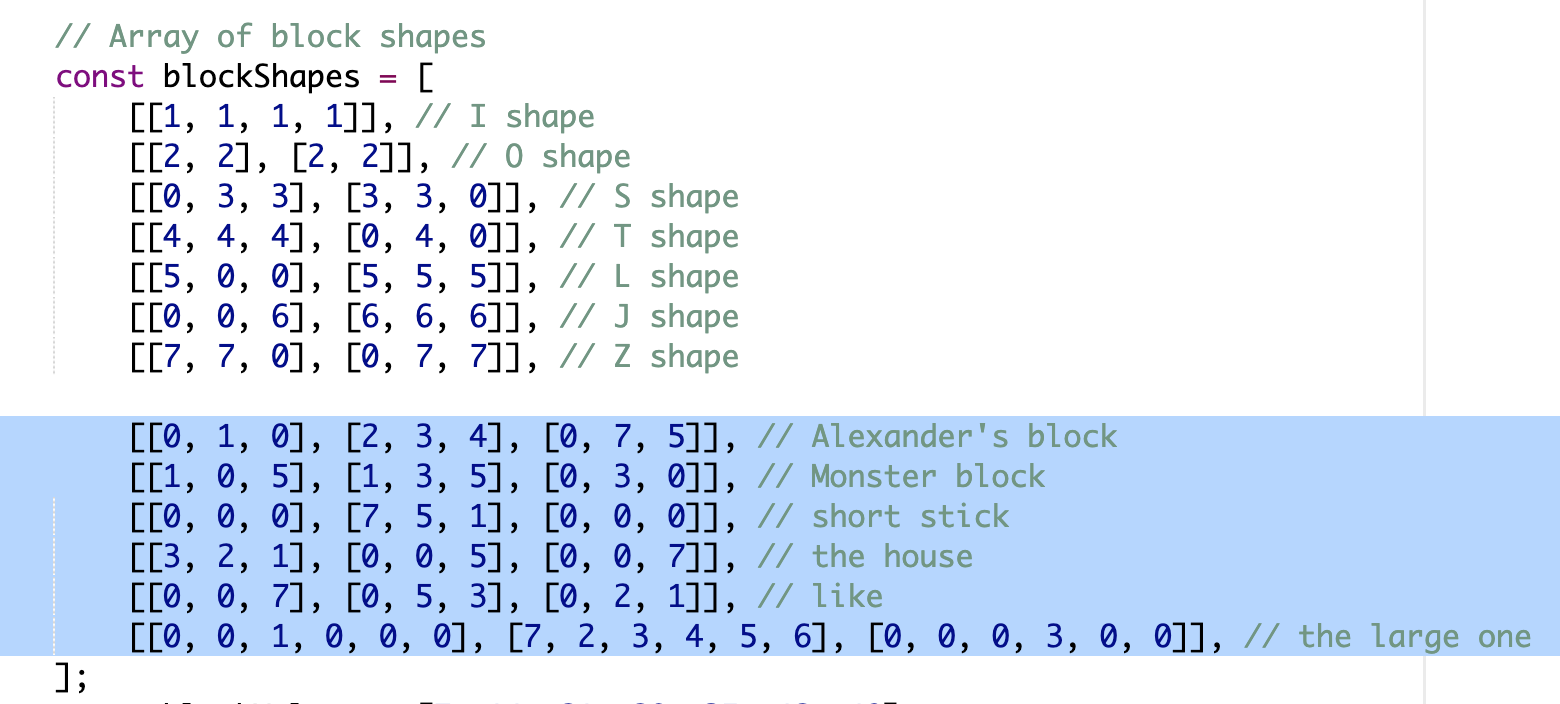 // Array of block shapes
const blockShapes = [
[[1, 1, 1, 1]], // I shape
[[2, 2], [2, 2]], // O shape
[[0, 3, 3], [3, 3, 0]], // S shape
[[4, 4, 4], [0, 4, 0]], // T shape
[[5, 0, 0], [5, 5, 5]], // L shape
[[0, 0, 6], [6, 6, 6]], // J shape
[[7, 7, 0], [0, 7, 7]], // Z shape
[[0, 1, 0], [2, 3, 4], [0, 7, 5]], // Alexander's block
[[1, 0, 5], [1, 3, 5], [0, 3, 0]], // Monster block
[[0, 0, 0], [7, 5, 1], [0, 0, 0]], // short stick
[[3, 2, 1], [0, 0, 5], [0, 0, 7]], // the house
[[0, 0, 7], [0, 5, 3], [0, 2, 1]], // like
[[0, 0, 1, 0, 0, 0], [7, 2, 3, 4, 5, 6], [0, 0, 0, 3, 0, 0]], // the large one
];